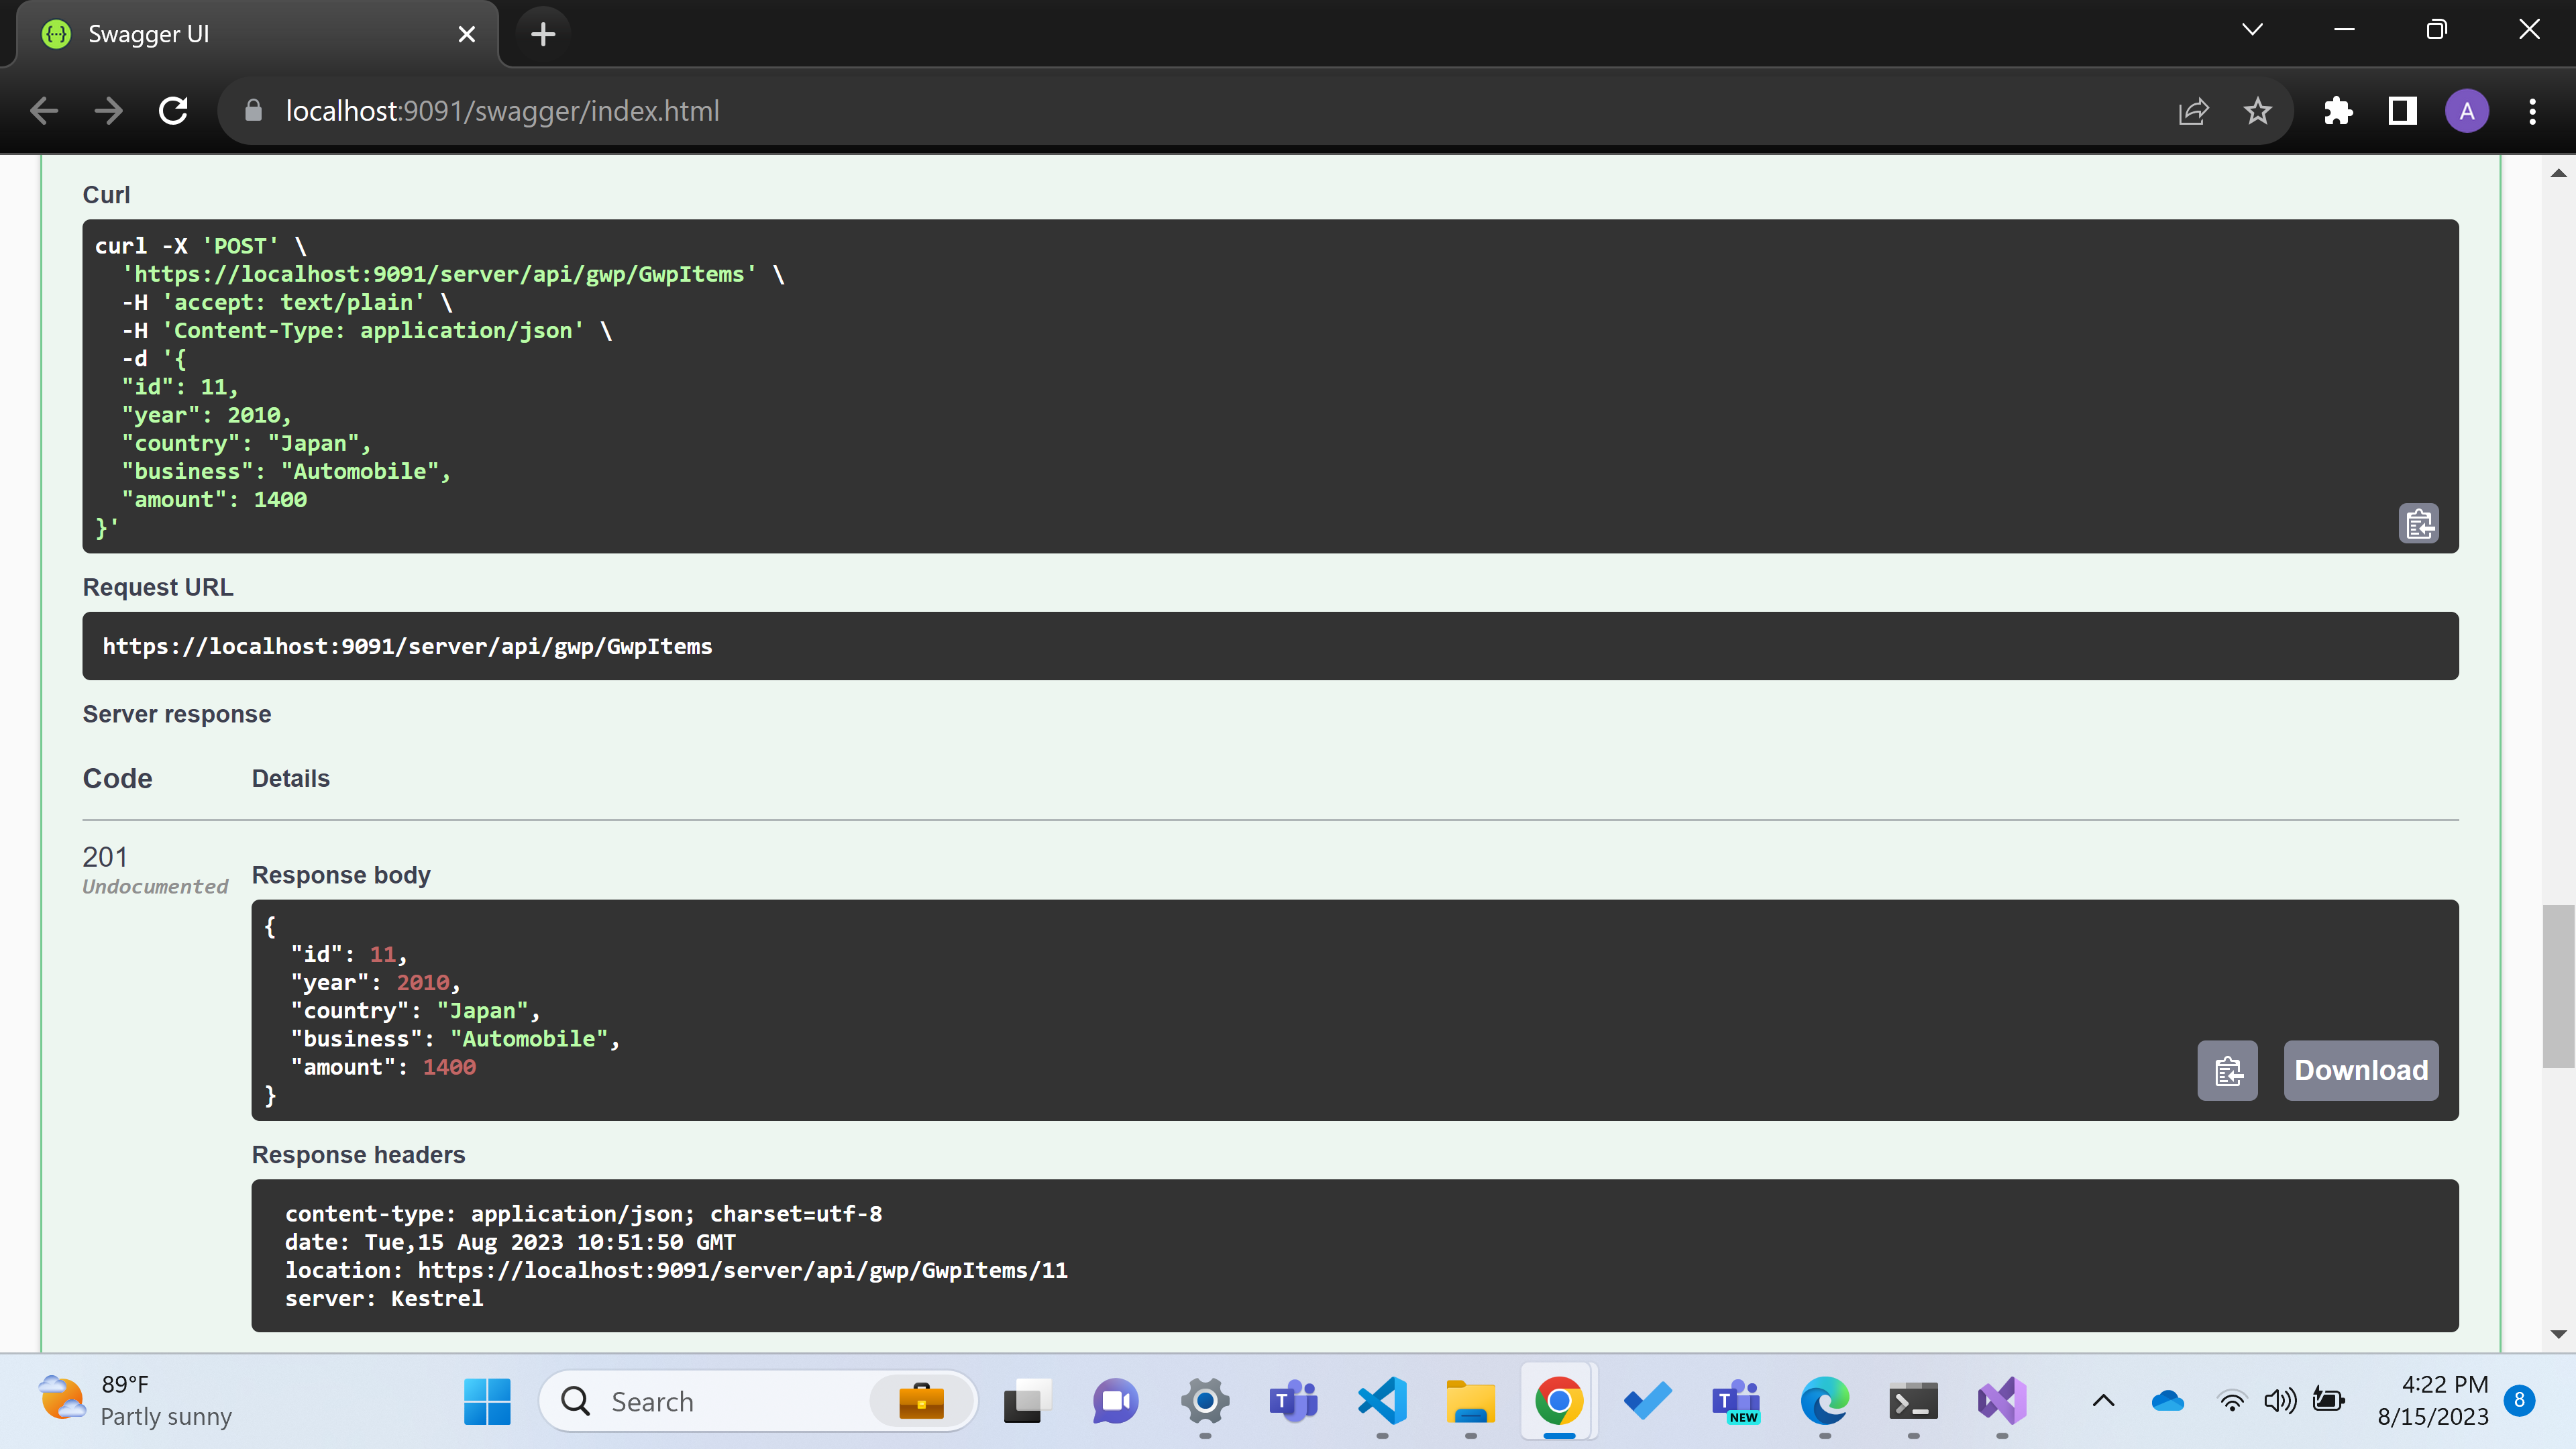 Swagger UI
localhost:9091/swagger/index.html
A
Curl
curl -X 'POST' \
'https://localhost:9091/server/api/gwp/GwpItems' \
-H 'accept: text/plain' \
-H 'Content-Type: application/json' \
-d '{
"id": 11,
"year": 2010,
"country": "Japan",
"business": "Automobile",
"amount": 1400
}'
Request URL
https://localhost:9091/server/api/gwp/GwpItems
Server response
Code Details
201
Undocumented
Response body
{
"id": 11,
"year": 2010,
"country": "Japan",
"business": "Automobile",
"amount": 1400
}
Download
Response headers
content-type: application/json; charset=utf-8
date: Tue,15 Aug 2023 10:51:50 GMT
location: https://localhost:9091/server/api/gwp/GwpItems/11
server: Kestrel
89°F
Partly sunny
Search
T
T
NEW
4:22 PM
8/15/2023
8